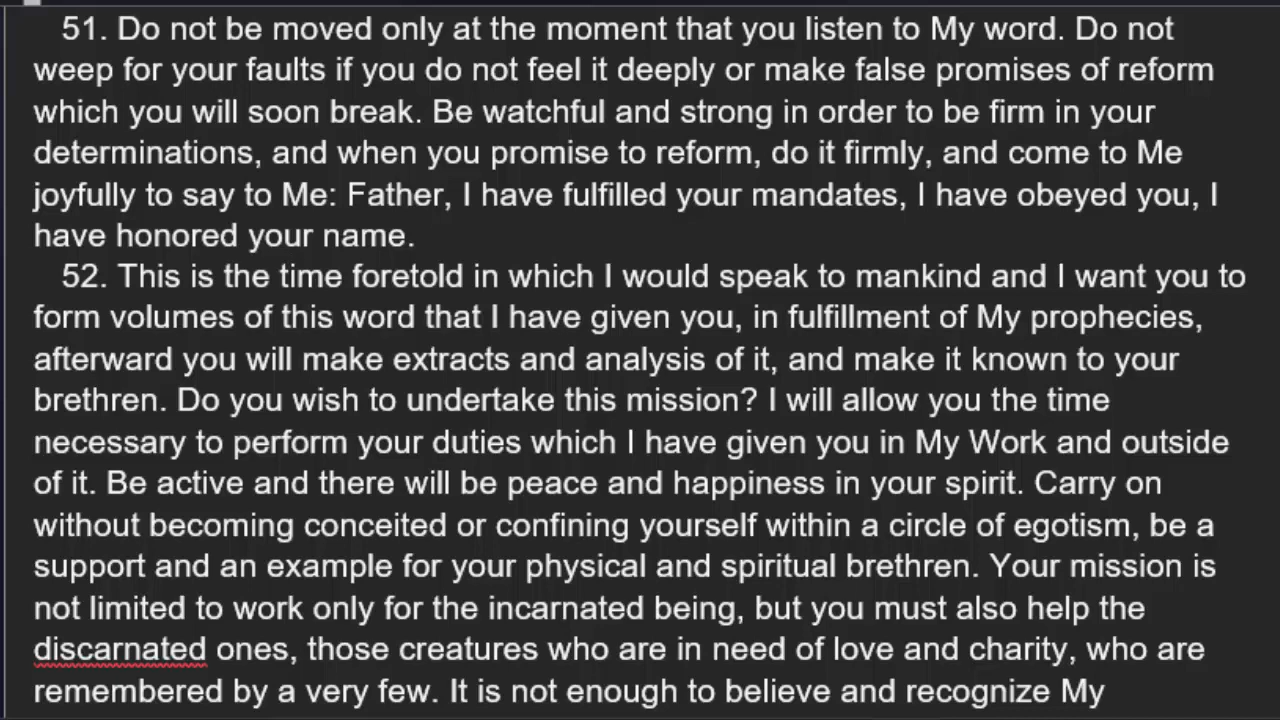 51. Do not be moved only at the moment that you listen to My word. Do not
weep for your faults if you do not feel it deeply or make false promises of reform
which you will soon break. Be watchful and strong in order to be firm in your
determinations, and when you promise to reform, do it firmly, and come to Me
joyfully to say to Me: Father, I have fulfilled your mandates, I have obeyed you, I
have honored your name.
52. This is the time foretold in which I would speak to mankind and I want you to
form volumes of this word that I have given you, in fulfillment of My prophecies,
afterward you will make extracts and analysis of it, and make it known to your
brethren. Do you wish to undertake this mission? I will allow you the time
necessary to perform your duties which I have given you in My Work and outside
of it. Be active and there will be peace and happiness in your spirit. Carry on
without becoming conceited or confining yourself within a circle of egotism, be a
support and an example for your physical and spiritual brethren. Your mission is
not limited to work only for the incarnated being, but you must also help the
discarnated ones, those creatures who are in need of love and charity, who are
remembered by a very few. It is not enough to believe and recognize My